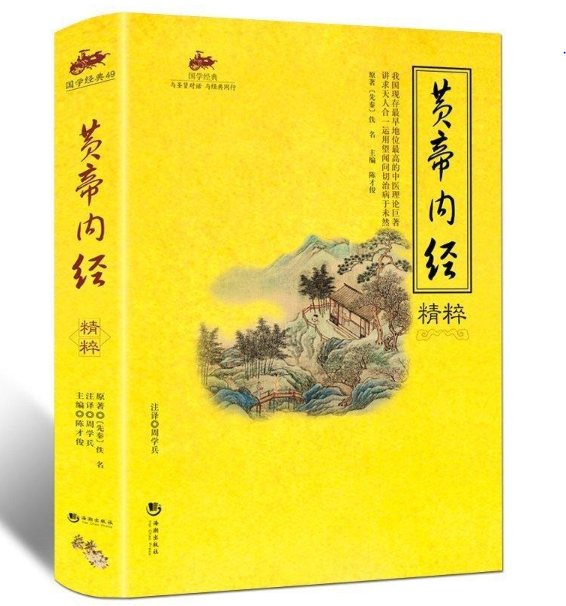 国学经典49
黄帝内经
精粹
原著◎〔先秦〕佚 名
注译◎周学兵
主编◎陈才俊
海潮出版社
国学经典
与圣贤对话 与经典同行
黄帝内经
精粹
我国现存最早地位最高的中医理论巨著
讲求天人合一运用望闻问切治病于未然
原著〔先秦〕佚 名 主编 陈才俊
注译◎周学兵
海潮出版社